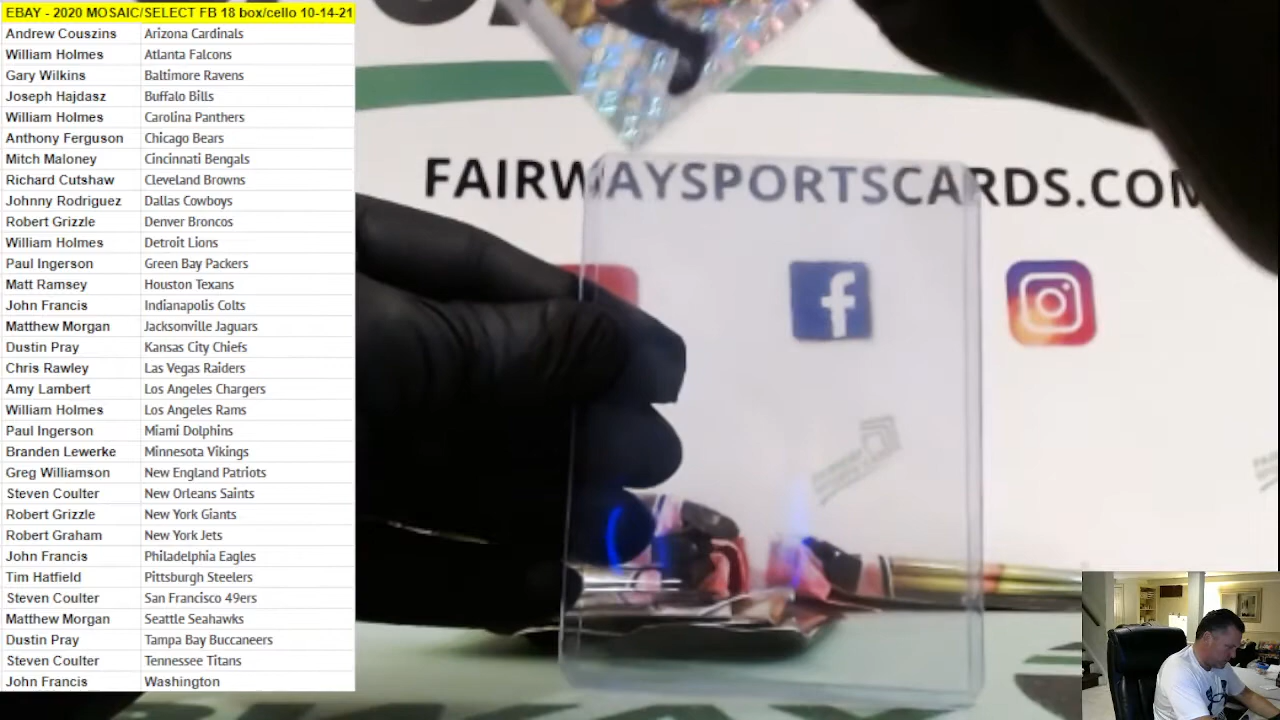 EBAY - 2020 MOSAIC/SELECT FB 18 box/cello 10-14-21
Andrew Couszins Arizona Cardinals
William Holmes Atlanta Falcons
Gary Wilkins Baltimore Ravens
Joseph Hajdasz Buffalo Bills
William Holmes Carolina Panthers
Anthony Ferguson Chicago Bears
Mitch Maloney Cincinnati Bengals
Richard Cutshaw Cleveland Browns
Johnny Rodriguez Dallas Cowboys
Robert Grizzle Denver Broncos
William Holmes Detroit Lions
Paul Ingerson Green Bay Packers
Matt Ramsey Houston Texans
John Francis Indianapolis Colts
Matthew Morgan Jacksonville Jaguars
Dustin Pray Kansas City Chiefs
Chris Rawley Las Vegas Raiders
Amy Lambert Los Angeles Chargers
William Holmes Los Angeles Rams
Paul Ingerson Miami Dolphins
Branden Lewerke Minnesota Vikings
Greg Williamson New England Patriots
Steven Coulter New Orleans Saints
Robert Grizzle New York Giants
Robert Graham New York Jets
John Francis Philadelphia Eagles
Tim Hatfield Pittsburgh Steelers
Steven Coulter San Francisco 49ers
Matthew Morgan Seattle Seahawks
Dustin Pray Tampa Bay Buccaneers
Steven Coulter Tennessee Titans
John Francis Washington
FAIRWAYSPORTSCARDS.COM